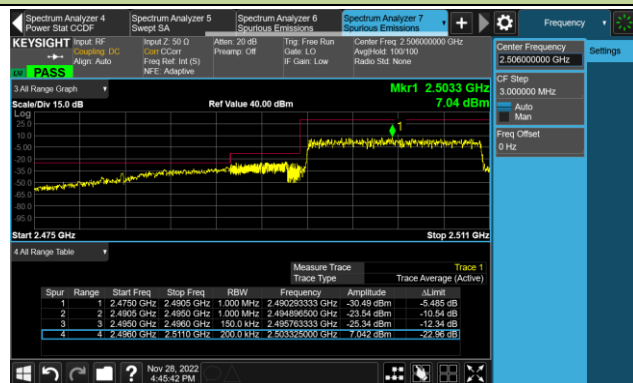 Spectrum Analyzer 4
Power Stat CCDF
Spectrum Analyzer 5
Swept SA
Spectrum Analyzer 6
Spurious Emissions
Spectrum Analyzer 7
Spurious Emissions
Frequency
KEYSIGHT
Input: RF
Coupling: DC
Align: Auto
Input Z: 50 Ω
Corr CCorr
Freq Ref: Int (S)
NFE: Adaptive
Atten: 20 dB
Preamp: Off
Trig: Free Run
Gate: LO
IF Gain: Low
Center Freq: 2.506000000 GHz
Avg|Hold: 100/100
Radio Std: None
PASS
Center Frequency
2.506000000 GHz
Settings
CF Step
3.000000 MHz
Auto
Man
Freq Offset
0 Hz
3 All Range Graph
Scale/Div 15.0 dB
Ref Value 40.00 dBm
Mkr1 2.5033 GHz
7.04 dBm
Log
25.0
10.0
-5.00
-20.0
-35.0
-50.0
-65.0
-80.0
-95.0
1
Start 2.475 GHz
Stop 2.511 GHz
4 All Range Table
Measure Trace Trace 1
Trace Type Trace Average (Active)
Spur Range Start Freq Stop Freq RBW Frequency Amplitude ΔLimit
1 1 2.4750 GHz 2.4905 GHz 1.000 MHz 2.490293333 GHz -30.49 dBm -5.485 dB
2 2 2.4905 GHz 2.4950 GHz 1.000 MHz 2.494896500 GHz -23.54 dBm -10.54 dB
3 3 2.4950 GHz 2.4960 GHz 150.0 kHz 2.495763333 GHz -25.34 dBm -12.34 dB
4 4 2.4960 GHz 2.5110 GHz 200.0 kHz 2.503325000 GHz 7.042 dBm -22.96 dB
?
Nov 28, 2022
4:45:42 PM